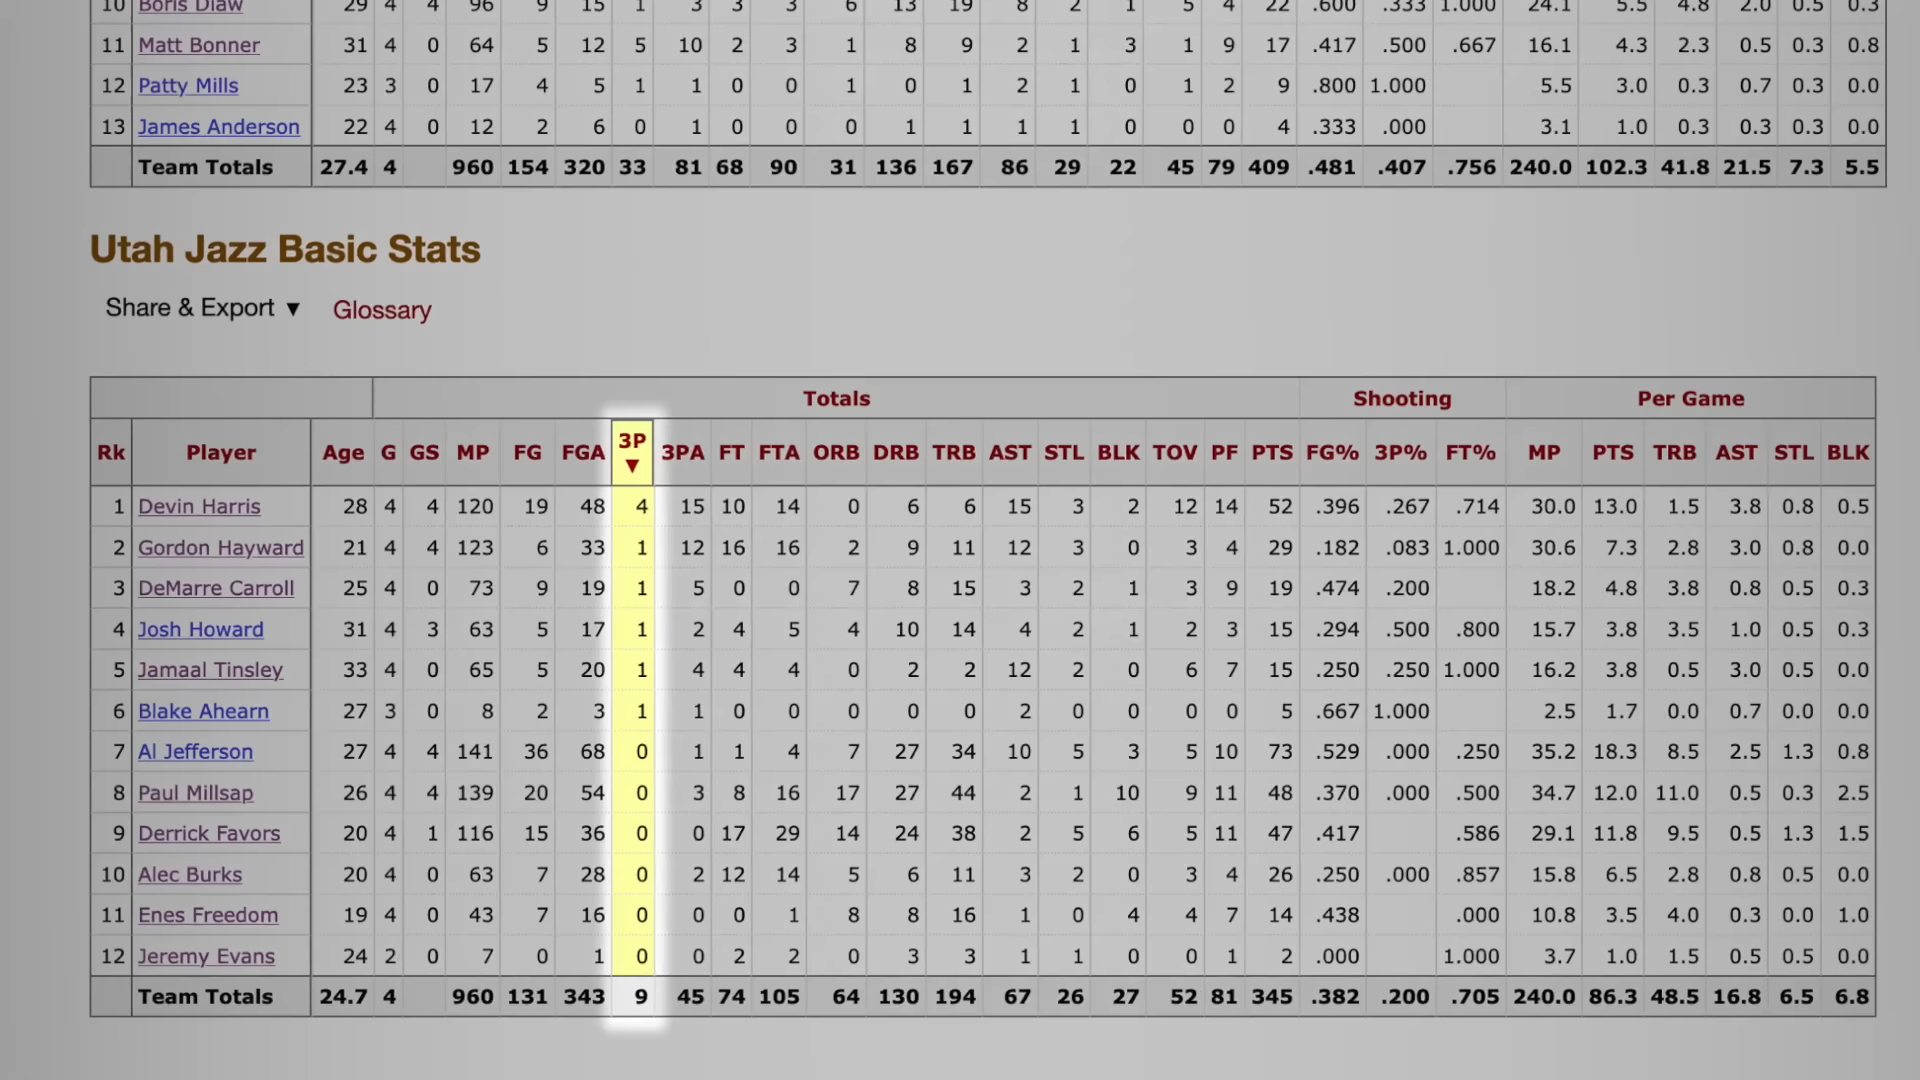 10 Boris Diaw 29 4 4 96 9 15 1 3 3 3 6 13 19 8 2 1 5 4 22 .600 .333 1.000 24.1 5.5 4.8 2.0 0.5 0.3
11 Matt Bonner 31 4 0 64 5 12 5 10 2 3 1 8 9 2 1 3 1 9 17 .417 .500 .667 16.1 4.3 2.3 0.5 0.3 0.8
12 Patty Mills 23 3 0 17 4 5 1 1 0 0 1 0 1 2 1 0 1 2 9 .800 1.000 5.5 3.0 0.3 0.7 0.3 0.0
13 James Anderson 22 4 0 12 2 6 0 1 0 0 0 1 1 1 1 0 0 0 4 .333 .000 3.1 1.0 0.3 0.3 0.3 0.0
Team Totals 27.4 4 960 154 320 33 81 68 90 31 136 167 86 29 22 45 79 409 .481 .407 .756 240.0 102.3 41.8 21.5 7.3 5.5
Utah Jazz Basic Stats
Share & Export ▼ Glossary
Totals Shooting Per Game
Rk Player Age G GS MP FG FGA 3P ▼ 3PA FT FTA ORB DRB TRB AST STL BLK TOV PF PTS FG% 3P% FT% MP PTS TRB AST STL BLK
1 Devin Harris 28 4 4 120 19 48 4 15 10 14 0 6 6 15 3 2 12 14 52 .396 .267 .714 30.0 13.0 1.5 3.8 0.8 0.5
2 Gordon Hayward 21 4 4 123 6 33 1 12 16 16 2 9 11 12 3 0 3 4 29 .182 .083 1.000 30.6 7.3 2.8 3.0 0.8 0.0
3 DeMarre Carroll 25 4 0 73 9 19 1 5 0 0 7 8 15 3 2 1 3 9 19 .474 .200 18.2 4.8 3.8 0.8 0.5 0.3
4 Josh Howard 31 4 3 63 5 17 1 2 4 5 4 10 14 4 2 1 2 3 15 .294 .500 .800 15.7 3.8 3.5 1.0 0.5 0.3
5 Jamaal Tinsley 33 4 0 65 5 20 1 4 4 4 0 2 2 12 2 0 6 7 15 .250 .250 1.000 16.2 3.8 0.5 3.0 0.5 0.0
6 Blake Ahearn 27 3 0 8 2 3 1 1 0 0 0 0 0 2 0 0 0 0 5 .667 1.000 2.5 1.7 0.0 0.7 0.0 0.0
7 Al Jefferson 27 4 4 141 36 68 0 1 1 4 7 27 34 10 5 3 5 10 73 .529 .000 .250 35.2 18.3 8.5 2.5 1.3 0.8
8 Paul Millsap 26 4 4 139 20 54 0 3 8 16 17 27 44 2 1 10 9 11 48 .370 .000 .500 34.7 12.0 11.0 0.5 0.3 2.5
9 Derrick Favors 20 4 1 116 15 36 0 0 17 29 14 24 38 2 5 6 5 11 47 .417 .586 29.1 11.8 9.5 0.5 1.3 1.5
10 Alec Burks 20 4 0 63 7 28 0 2 12 14 5 6 11 3 2 0 3 4 26 .250 .000 .857 15.8 6.5 2.8 0.8 0.5 0.0
11 Enes Freedom 19 4 0 43 7 16 0 0 0 1 8 8 16 1 0 4 4 7 14 .438 .000 10.8 3.5 4.0 0.3 0.0 1.0
12 Jeremy Evans 24 2 0 7 0 1 0 0 2 2 0 3 3 1 1 0 0 1 2 .000 1.000 3.7 1.0 1.5 0.5 0.5 0.0
Team Totals 24.7 4 960 131 343 9 45 74 105 64 130 194 67 26 27 52 81 345 .382 .200 .705 240.0 86.3 48.5 16.8 6.5 6.8